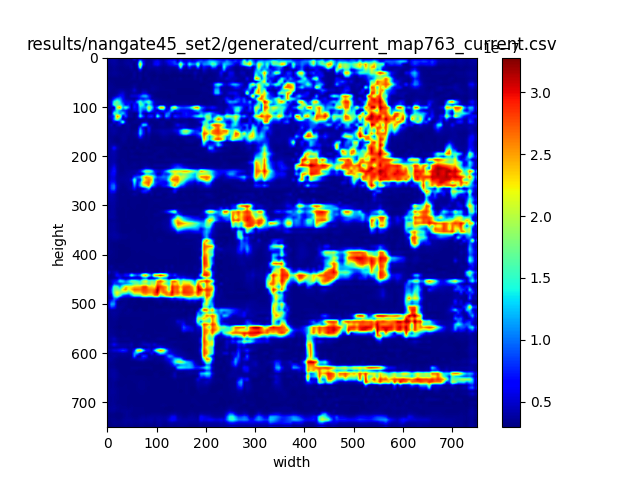 results/nangate45_set2/generated/current_map763_current.csv
1e−7
0
100
200
300
400
500
600
700
height
0 100 200 300 400 500 600 700
width
3.0
2.5
2.0
1.5
1.0
0.5